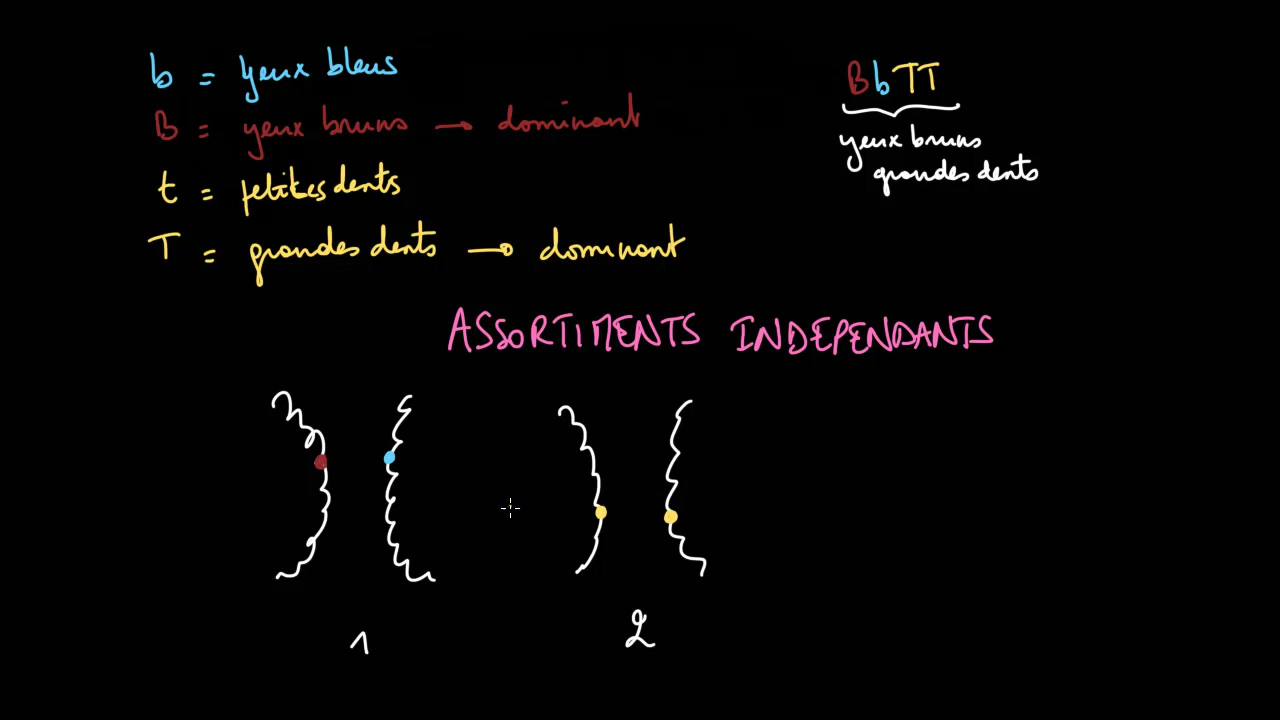 b = yeux bleus
B = yeux bruns → dominant
t = petites dents
T = grandes dents → dominant
BbTT
yeux bruns
grandes dents
ASSORTIMENTS INDEPENDANTS
1
2